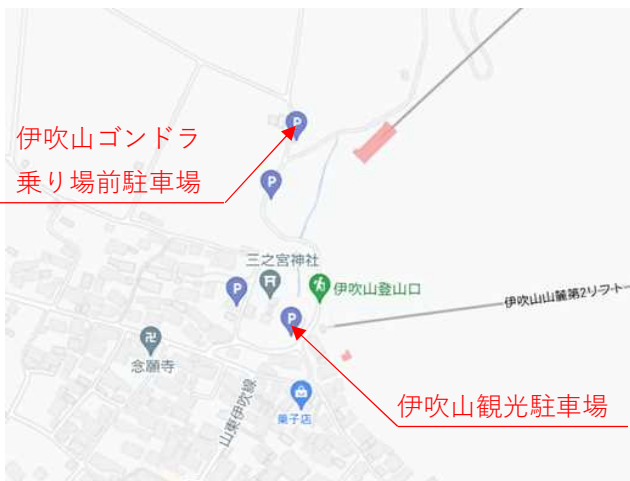 P
伊吹山ゴンドラ
乗り場前駐車場
P
三之宮神社
伊吹山登山口
P
伊吹山山麓第2リフト
P
卍
念願寺
山東伊吹線
菓子店
伊吹山観光駐車場